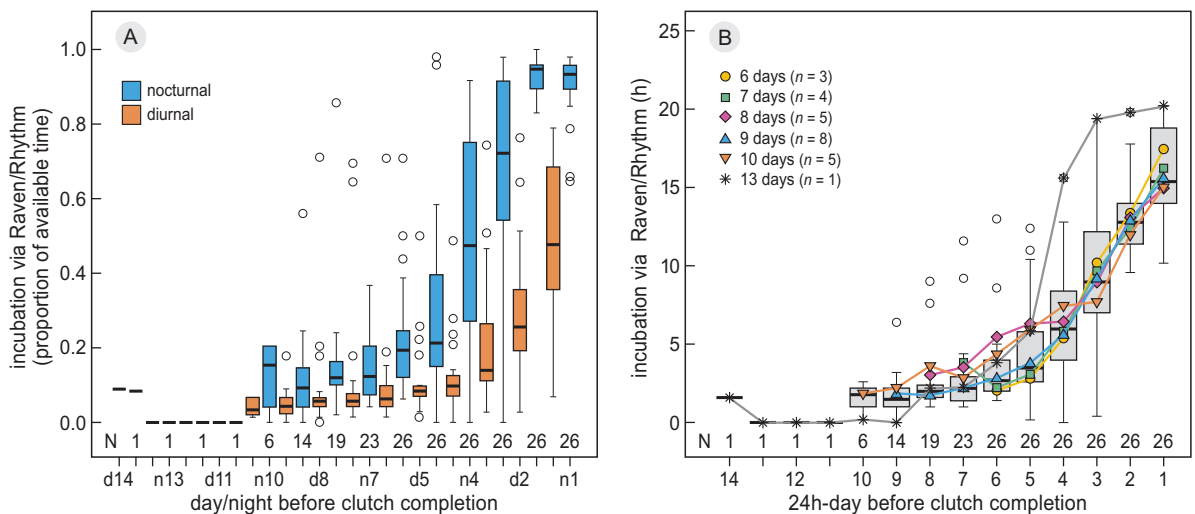 A
incubation via Raven/Rhythm
(proportion of available time)
1.0
0.8
0.6
0.4
0.2
0.0
nocturnal
diurnal
N 1 1 1 1 6 14 19 23 26 26 26 26 26
d14 n13 d11 n10 d8 n7 d5 n4 d2 n1
day/night before clutch completion
B
incubation via Raven/Rhythm (h)
25
20
15
10
5
0
6 days (n = 3)
7 days (n = 4)
8 days (n = 5)
9 days (n = 8)
10 days (n = 5)
13 days (n = 1)
N 1 1 1 1 6 14 19 23 26 26 26 26 26 26
14 12 10 9 8 7 6 5 4 3 2 1
24h-day before clutch completion